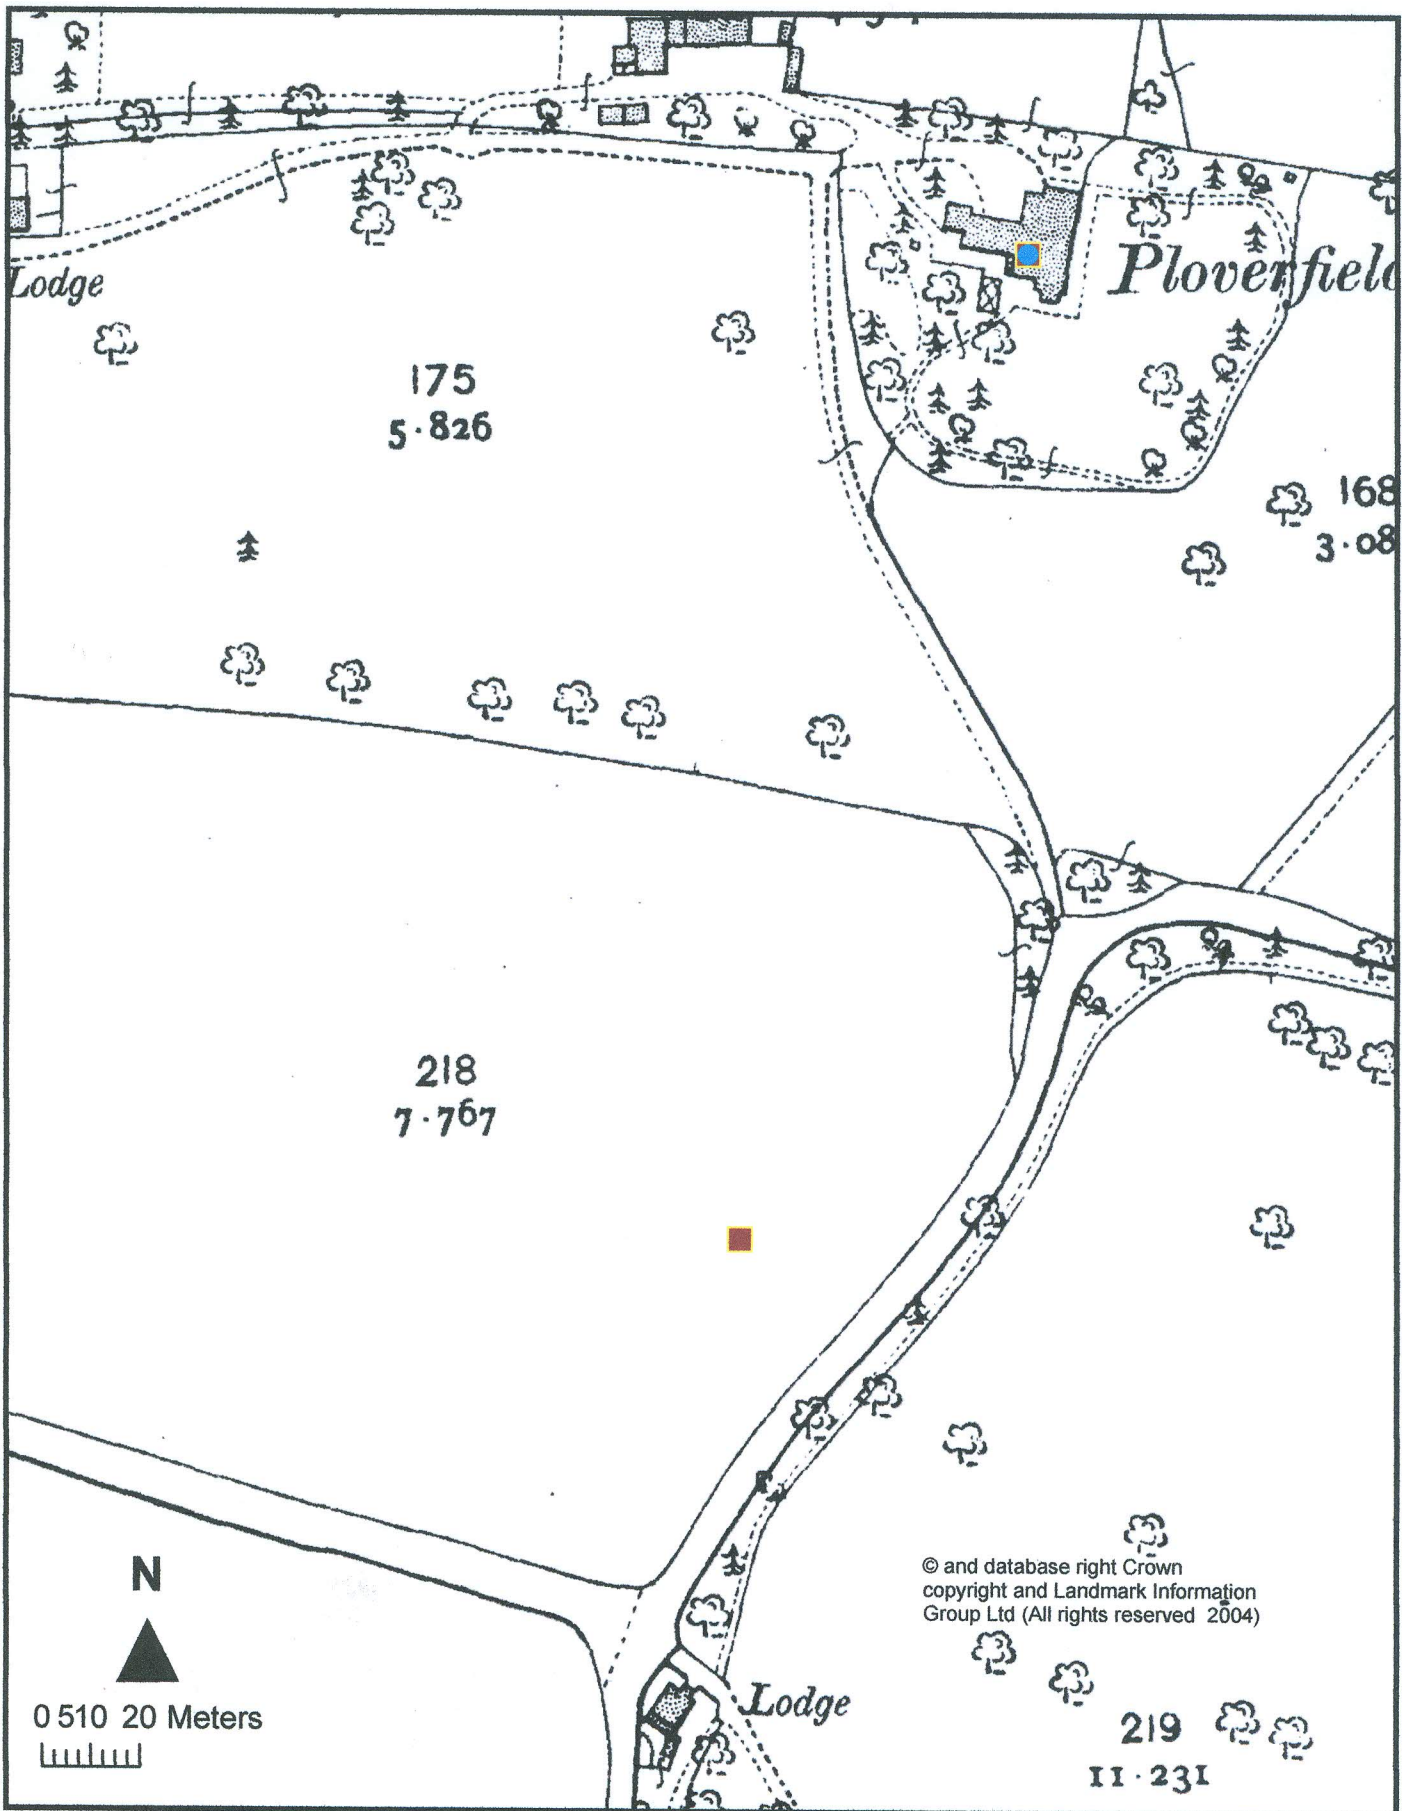 Lodge
Ploverfield
175
5·826
168
3·08
218
7·767
© and database right Crown
copyright and Landmark Information
Group Ltd (All rights reserved 2004)
N
0 5 10 20 Meters
Lodge
219
11·231